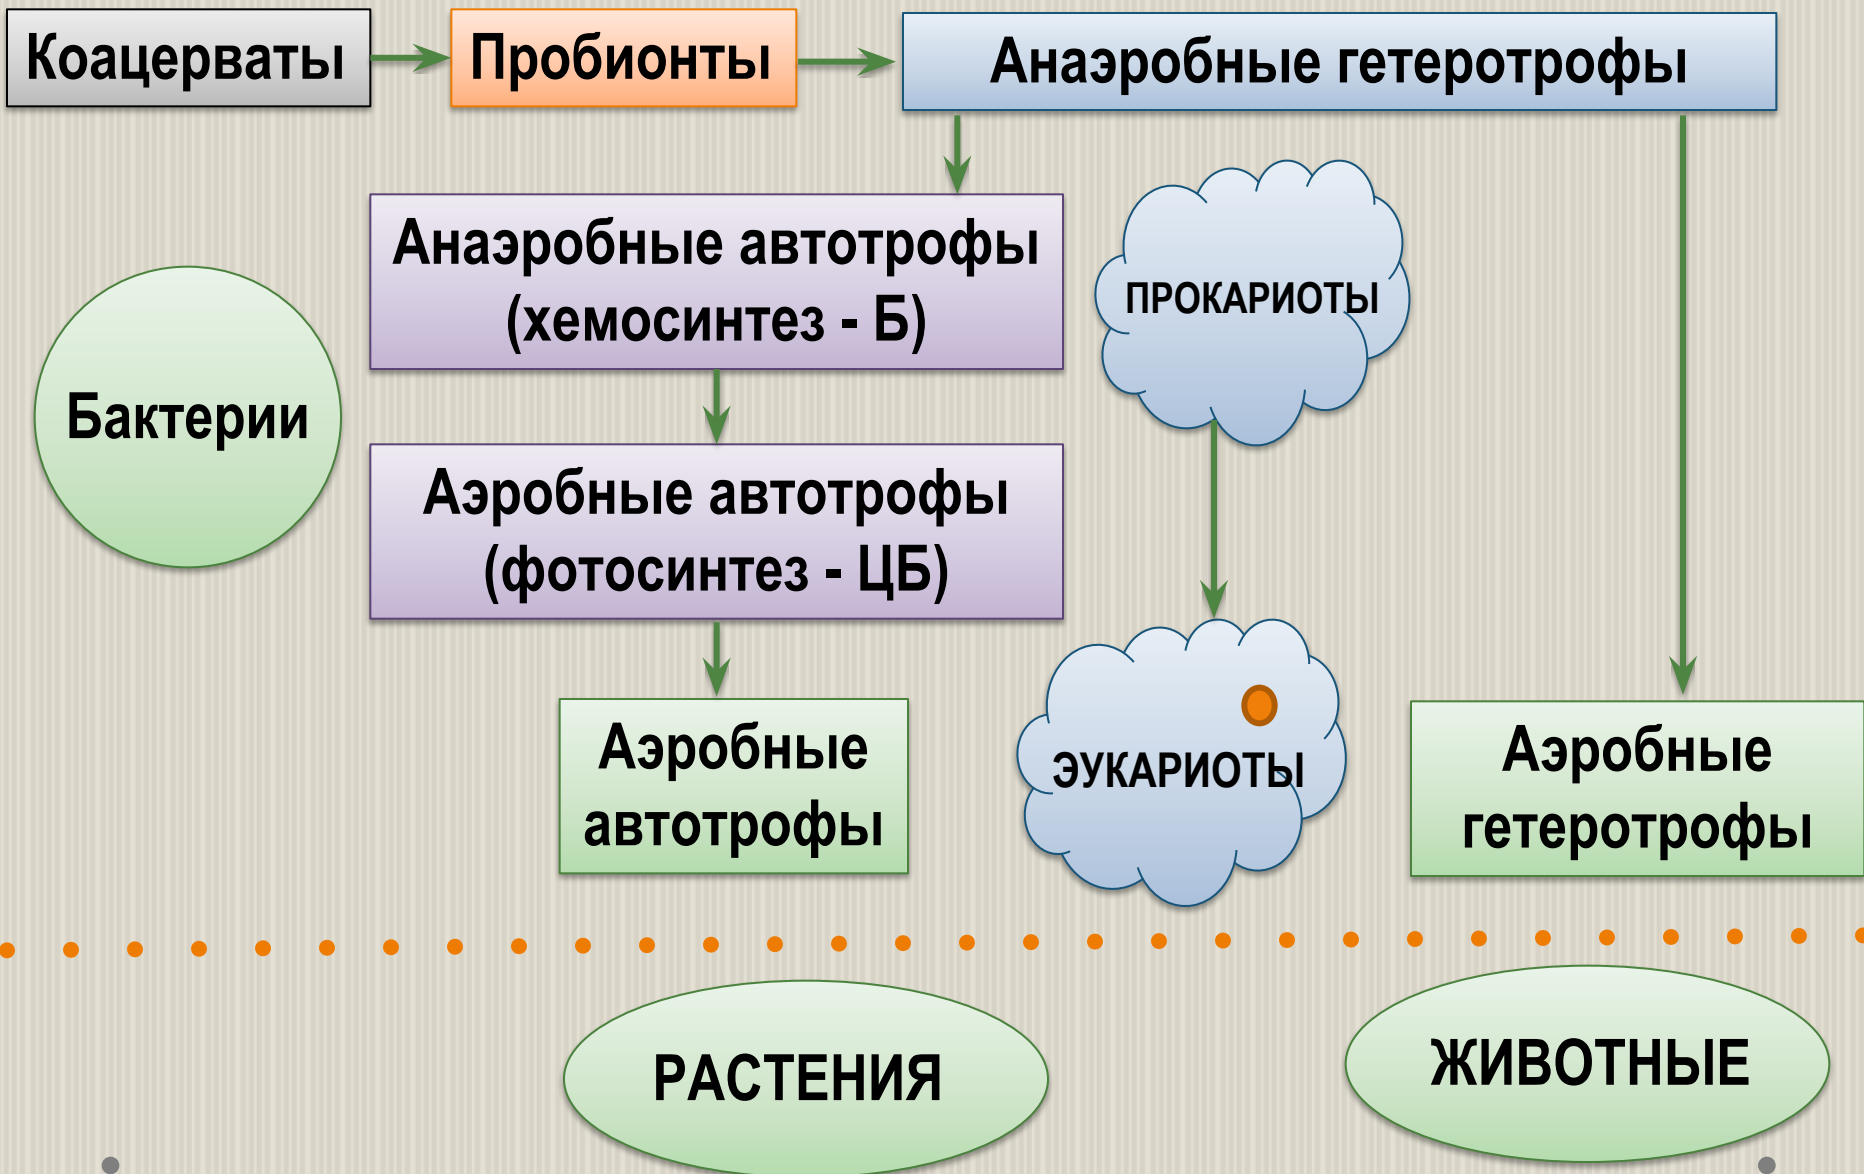 Коацерваты
Пробионты
Анаэробные гетеротрофы
Анаэробные автотрофы
(хемосинтез - Б)
ПРОКАРИОТЫ
Бактерии
Аэробные автотрофы
(фотосинтез - ЦБ)
Аэробные
автотрофы
ЭУКАРИОТЫ
Аэробные
гетеротрофы
РАСТЕНИЯ
ЖИВОТНЫЕ